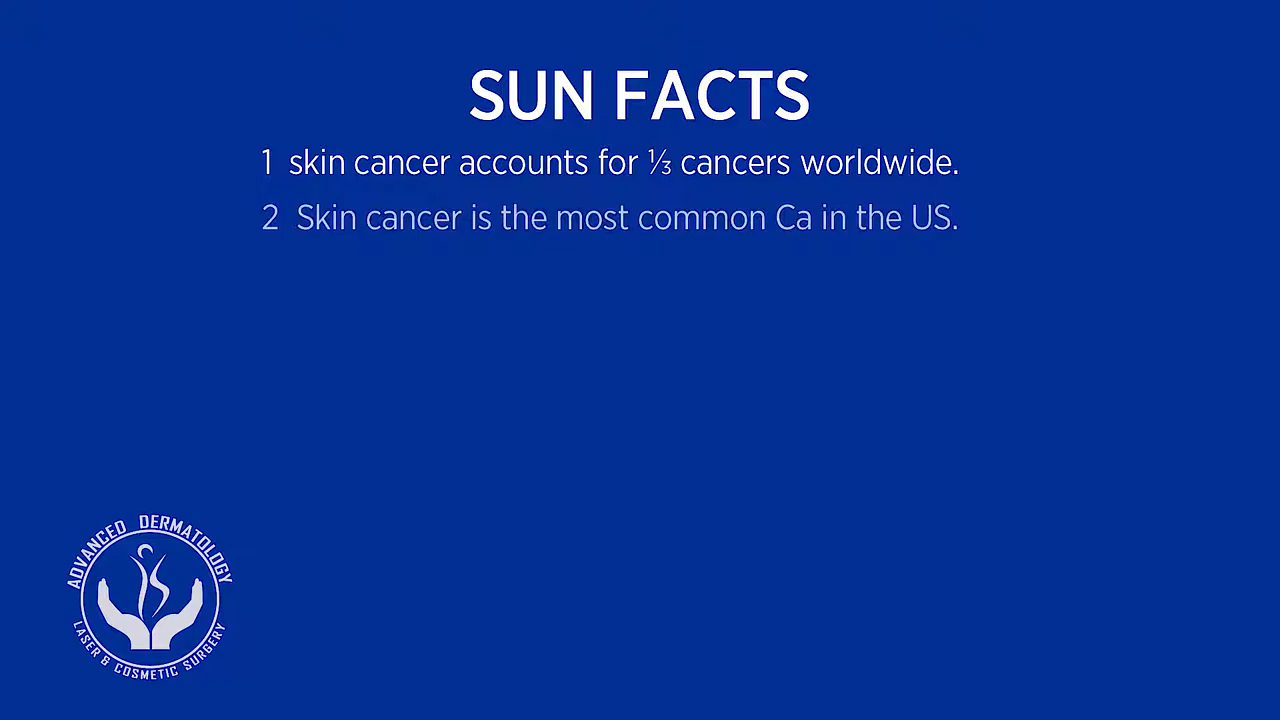 SUN FACTS
1 skin cancer accounts for ⅓ cancers worldwide.
2 Skin cancer is the most common Ca in the US.
ADVANCED DERMATOLOGY
LASER & COSMETIC SURGERY